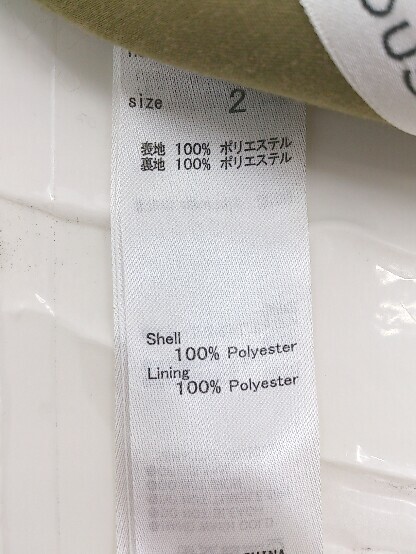 size 2
表地 100% ポリエステル
裏地 100% ポリエステル
Shell
100% Polyester
Lining
100% Polyester